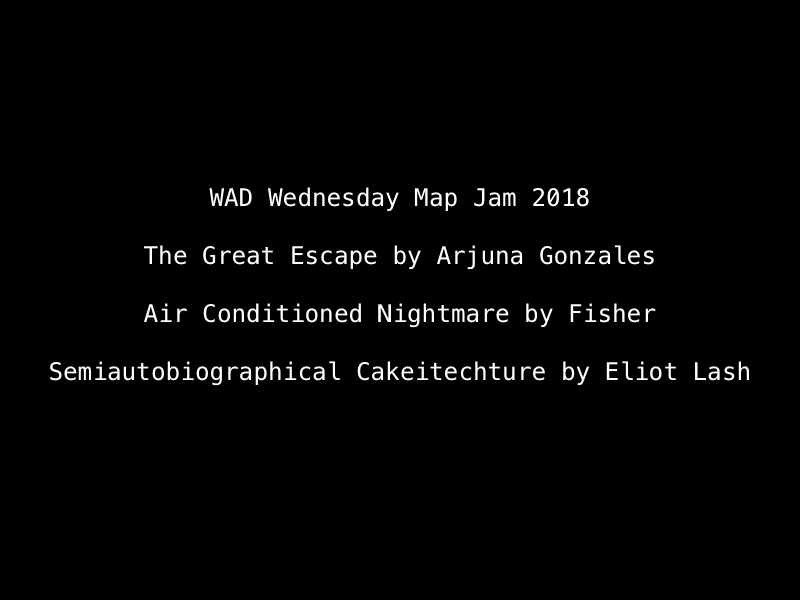 WAD Wednesday Map Jam 2018
The Great Escape by Arjuna Gonzales
Air Conditioned Nightmare by Fisher
Semiautobiographical Cakeitechture by Eliot Lash